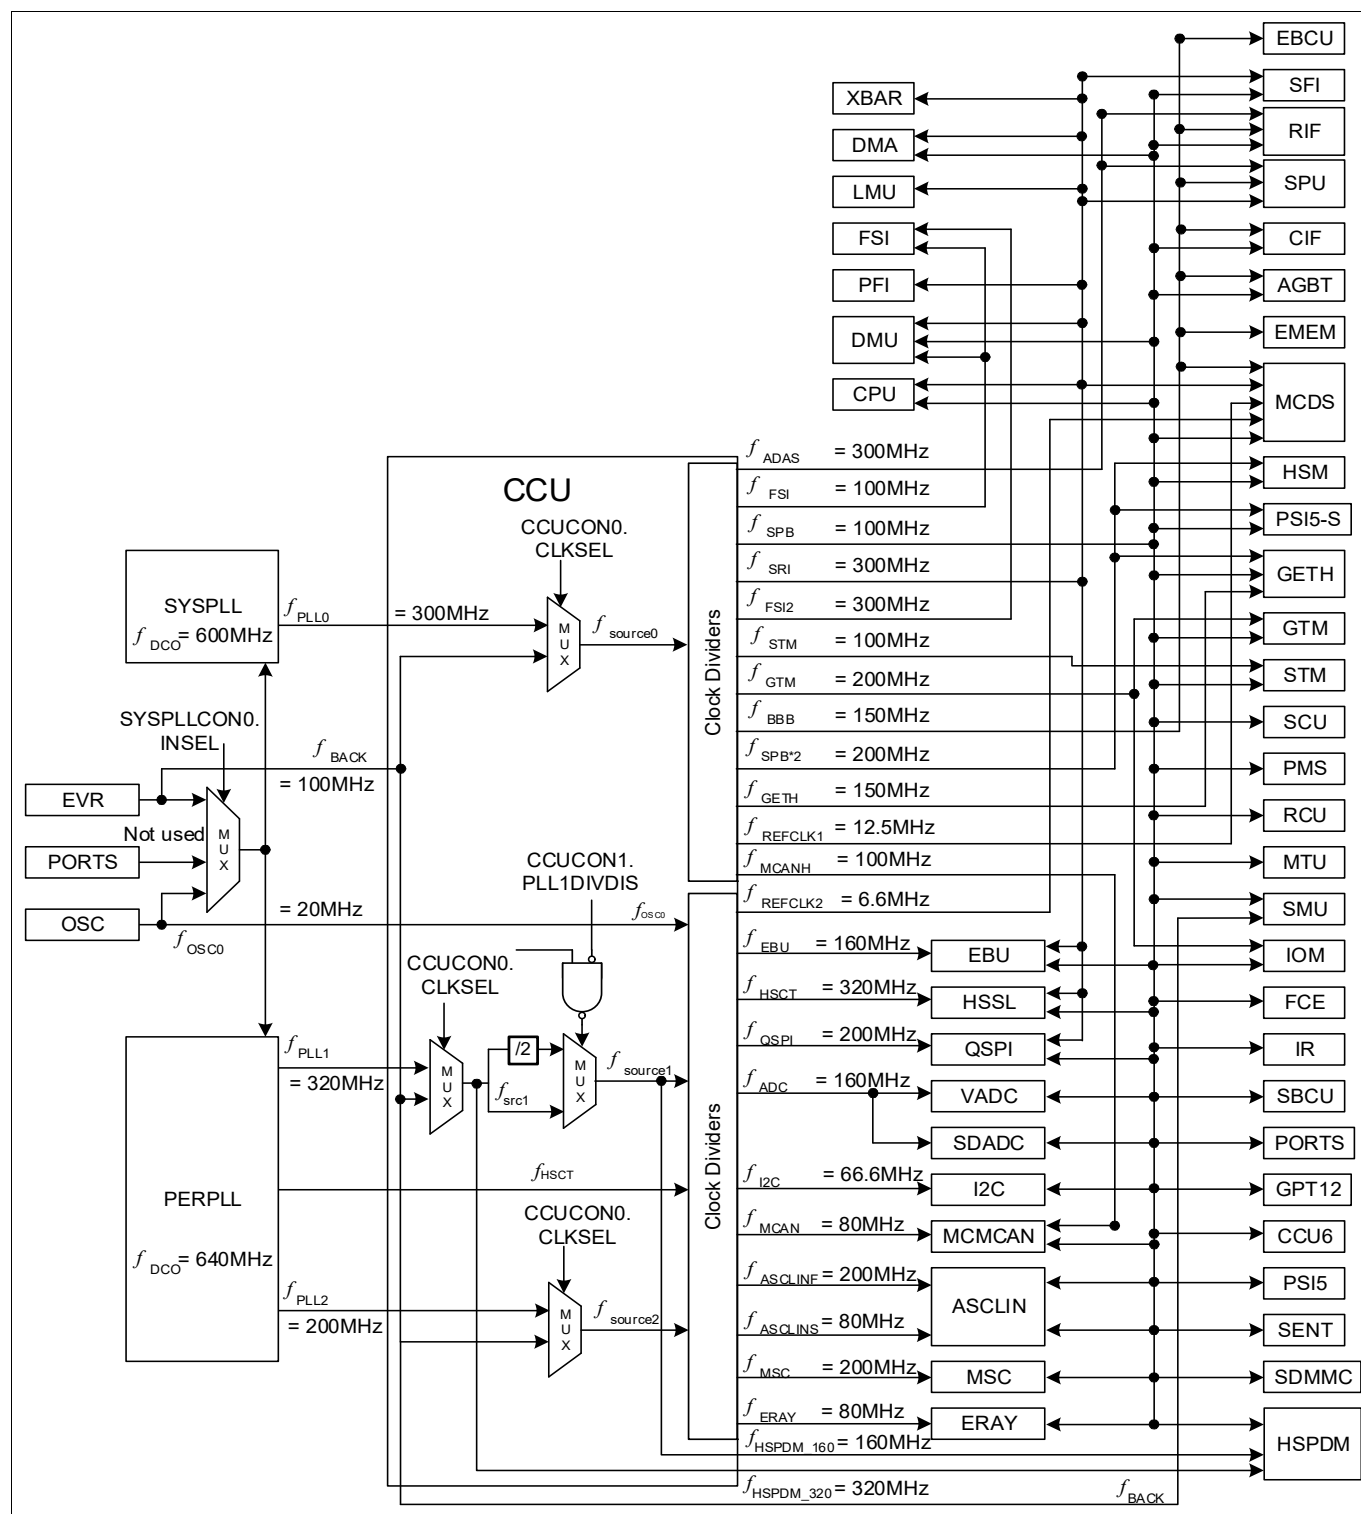 EBCU
SFI
XBAR
RIF
DMA
SPU
LMU
FSI
CIF
PFI
AGBT
DMU
EMEM
CPU
MCDS
CCU
Clock Dividers
f ADAS = 300MHz
HSM
f FSI = 100MHz
PSI5-S
CCUCON0.
CLKSEL
f SPB = 100MHz
f SRI = 300MHz
GETH
SYSPLL
f DCO = 600MHz
f PLL0 = 300MHz
MUX
f source0
f FSI2 = 300MHz
GTM
f STM = 100MHz
STM
f GTM = 200MHz
SYSPLLCON0.
INSEL
f BACK
= 100MHz
f BBB = 150MHz
SCU
f SPB*2 = 200MHz
PMS
EVR
f GETH = 150MHz
RCU
Not used
MUX
f REFCLK1 = 12.5MHz
PORTS
CCUCON1.
PLL1DIVDIS
f MCANH = 100MHz
MTU
OSC
= 20MHz
f OSC0
f OSC0
f REFCLK2 = 6.6MHz
SMU
Clock Dividers
f EBU = 160MHz
EBU
IOM
CCUCON0.
CLKSEL
f HSCT = 320MHz
HSSL
FCE
f PLL1
= 320MHz
MUX
/2
f src1
MUX
f source1
f QSPI = 200MHz
QSPI
IR
f ADC = 160MHz
VADC
SBCU
SDADC
PORTS
PERPLL
f DCO = 640MHz
f HSCT
f I2C = 66.6MHz
I2C
GPT12
CCUCON0.
CLKSEL
f MCAN = 80MHz
MCMCAN
CCU6
f PLL2
= 200MHz
MUX
f source2
f ASCLINF = 200MHz
ASCLIN
PSI5
f ASCLINS = 80MHz
SENT
f MSC = 200MHz
MSC
SDMMC
f ERAY = 80MHz
ERAY
HSPDM
f HSPDM_160 = 160MHz
f HSPDM_320 = 320MHz
f BACK